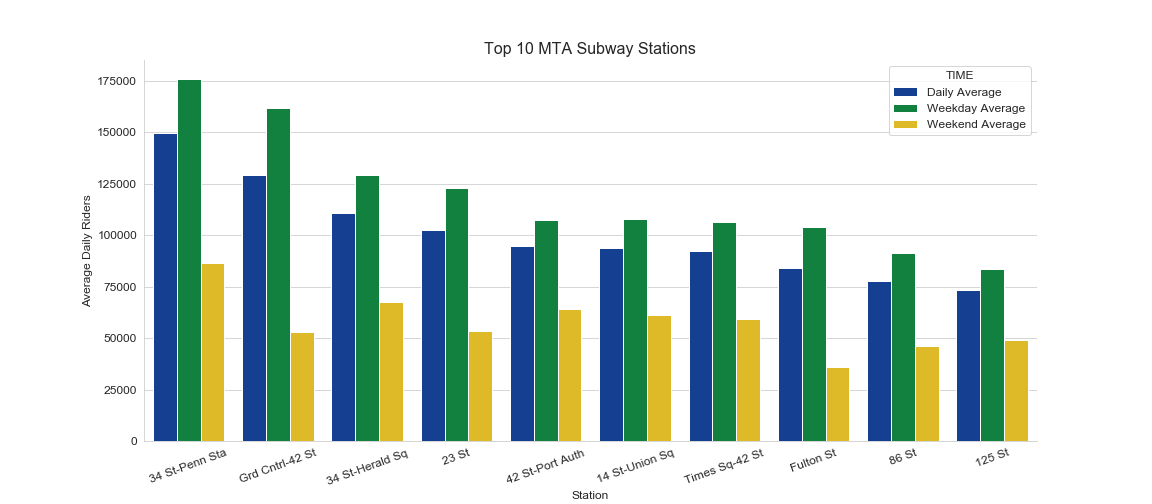 Top 10 MTA Subway Stations
TIME
Daily Average
Weekday Average
Weekend Average
Average Daily Riders
175000
150000
125000
100000
75000
50000
25000
0
34 St-Penn Sta
Grd Cntrl-42 St
34 St-Herald Sq
23 St
42 St-Port Auth
14 St-Union Sq
Times Sq-42 St
Fulton St
86 St
125 St
Station